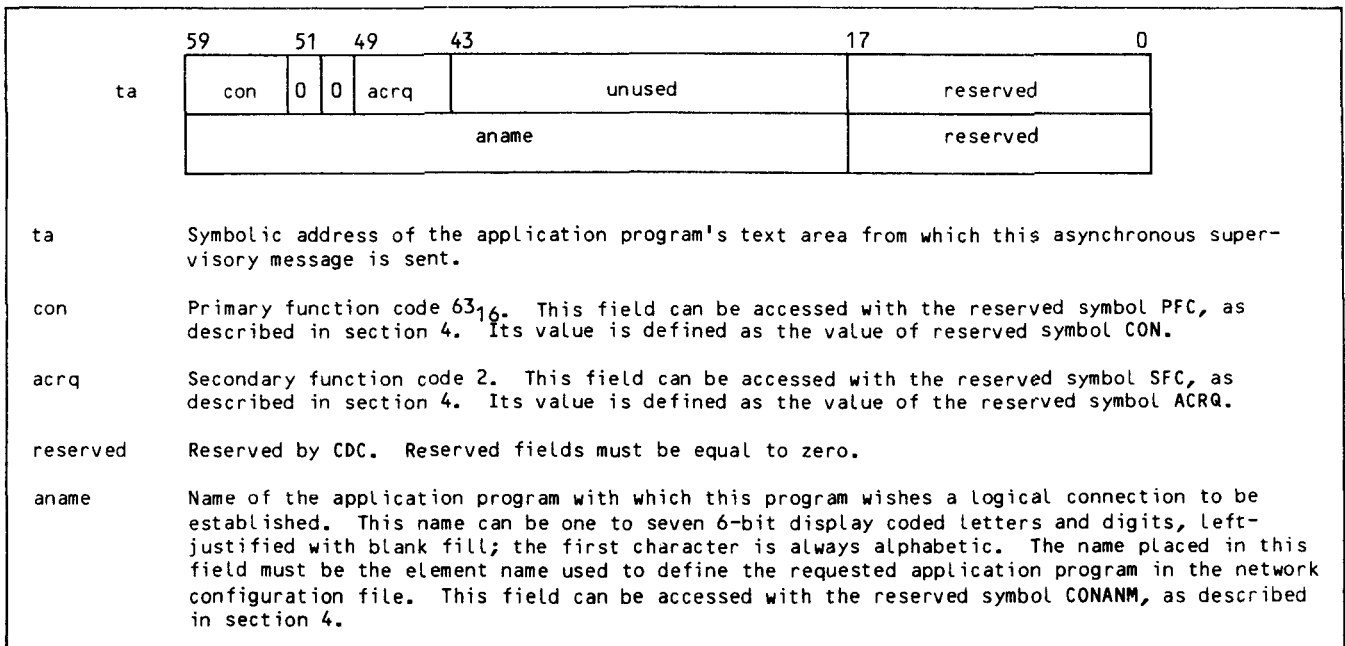 59 51 49 43 17 0
ta con 0 0 acrq unused reserved
aname reserved
ta Symbolic address of the application program's text area from which this asynchronous super-
visory message is sent.
con Primary function code 63₁₆. This field can be accessed with the reserved symbol PFC, as
described in section 4. Its value is defined as the value of reserved symbol CON.
acrq Secondary function code 2. This field can be accessed with the reserved symbol SFC, as
described in section 4. Its value is defined as the value of the reserved symbol ACRQ.
reserved Reserved by CDC. Reserved fields must be equal to zero.
aname Name of the application program with which this program wishes a logical connection to be
established. This name can be one to seven 6-bit display coded letters and digits, left-
justified with blank fill; the first character is always alphabetic. The name placed in this
field must be the element name used to define the requested application program in the network
configuration file. This field can be accessed with the reserved symbol CONANM, as described
in section 4.